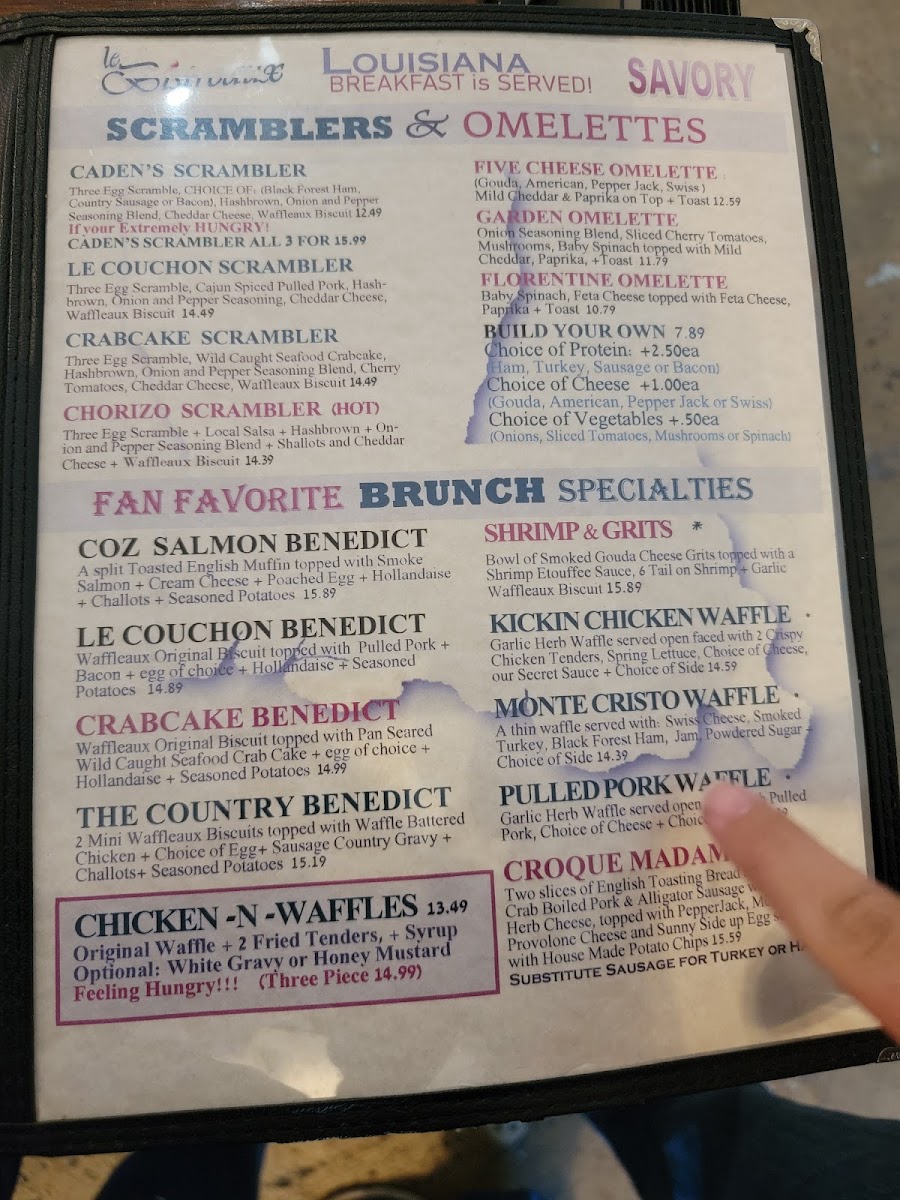 le
LOUISIANA
BREAKFAST is SERVED!
SAVORY
SCRAMBLERS & OMELETTES
CADEN'S SCRAMBLER
Three Egg Scramble, CHOICE OF: (Black Forest Ham,
Country Sausage or Bacon), Hashbrown, Onion and Pepper
Seasoning Blend, Cheddar Cheese, Waffleaux Biscuit 12.49
If your Extremely HUNGRY!
CADEN'S SCRAMBLER ALL 3 FOR 15.99
LE COUCHON SCRAMBLER
Three Egg Scramble, Cajun Spiced Pulled Pork, Hash-
brown, Onion and Pepper Seasoning, Cheddar Cheese,
Waffleaux Biscuit 14.49
CRABCAKE SCRAMBLER
Three Egg Scramble, Wild Caught Seafood Crabcake,
Hashbrown, Onion and Pepper Seasoning Blend, Cherry
Tomatoes, Cheddar Cheese, Waffleaux Biscuit 14.49
CHORIZO SCRAMBLER (HOT)
Three Egg Scramble + Local Salsa + Hashbrown + On-
ion and Pepper Seasoning Blend + Shallots and Cheddar
Cheese + Waffleaux Biscuit 14.39
FIVE CHEESE OMELETTE
(Gouda, American, Pepper Jack, Swiss )
Mild Cheddar & Paprika on Top + Toast 12.59
GARDEN OMELETTE
Onion Seasoning Blend, Sliced Cherry Tomatoes,
Mushrooms, Baby Spinach topped with Mild
Cheddar, Paprika, +Toast 11.79
FLORENTINE OMELETTE
Baby Spinach, Feta Cheese topped with Feta Cheese,
Paprika + Toast 10.79
BUILD YOUR OWN 7.89
Choice of Protein: +2.50ea
(Ham, Turkey, Sausage or Bacon)
Choice of Cheese +1.00ea
(Gouda, American, Pepper Jack or Swiss)
Choice of Vegetables +.50ea
(Onions, Sliced Tomatoes, Mushrooms or Spinach)
FAN FAVORITE BRUNCH SPECIALTIES
COZ SALMON BENEDICT
A split Toasted English Muffin topped with Smoke
Salmon + Cream Cheese + Poached Egg + Hollandaise
+ Challots + Seasoned Potatoes 15.89
LE COUCHON BENEDICT
Waffleaux Original Biscuit topped with Pulled Pork +
Bacon + egg of choice + Hollandaise + Seasoned
Potatoes 14.89
CRABCAKE BENEDICT
Waffleaux Original Biscuit topped with Pan Seared
Wild Caught Seafood Crab Cake + egg of choice +
Hollandaise + Seasoned Potatoes 14.99
THE COUNTRY BENEDICT
2 Mini Waffleaux Biscuits topped with Waffle Battered
Chicken + Choice of Egg+ Sausage Country Gravy +
Challots+ Seasoned Potatoes 15.19
CHICKEN -N -WAFFLES 13.49
Original Waffle + 2 Fried Tenders, + Syrup
Optional: White Gravy or Honey Mustard
Feeling Hungry!!! (Three Piece 14.99)
SHRIMP & GRITS *
Bowl of Smoked Gouda Cheese Grits topped with a
Shrimp Etouffee Sauce, 6 Tail on Shrimp + Garlic
Waffleaux Biscuit 15.89
KICKIN CHICKEN WAFFLE
Garlic Herb Waffle served open faced with 2 Crispy
Chicken Tenders, Spring Lettuce, Choice of Cheese,
our Secret Sauce + Choice of Side 14.59
MONTE CRISTO WAFFLE
A thin waffle served with: Swiss Cheese, Smoked
Turkey, Black Forest Ham, Jam, Powdered Sugar +
Choice of Side 14.39
PULLED PORK WAFFLE
Garlic Herb Waffle served open Pulled
Pork, Choice of Cheese +
CROQUE
Two slices of English Toasting Bread
Crab Boiled Pork & Alligator Sausage
Herb Cheese, topped with PepperJack,
Provolone Cheese and Sunny Side up Egg
with House Made Potato Chips 15.59
SUBSTITUTE SAUSAGE FOR TURKEY OR